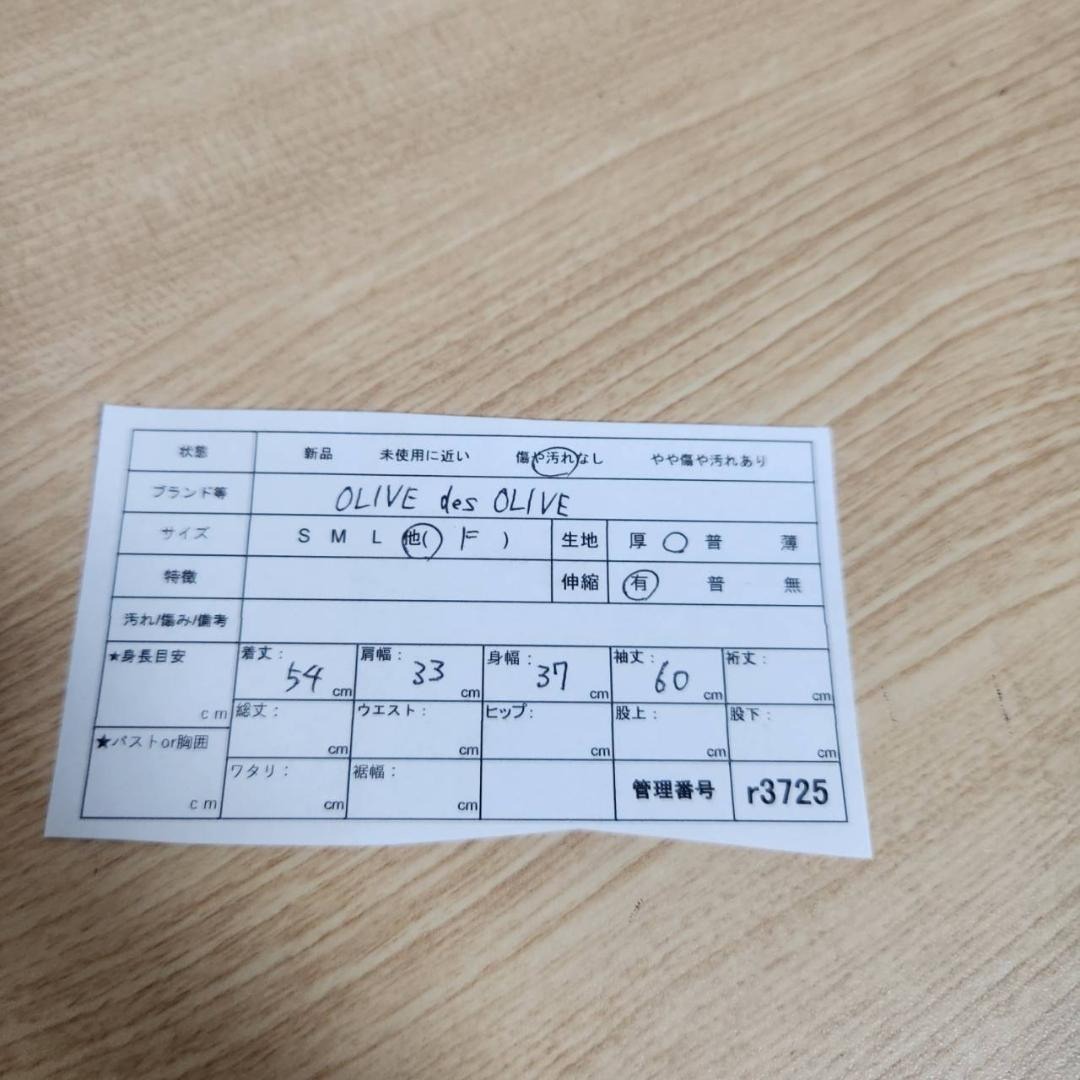 状態 新品 未使用に近い 傷や汚れなし やや傷や汚れあり
ブランド等 OLIVE des OLIVE
サイズ S M L 他( F ) 生地 厚 普 薄
特徴 伸縮 有 普 無
汚れ/傷み/備考
★身長目安 cm 着丈: 54 cm 肩幅: 33 cm 身幅: 37 cm 袖丈: 60 cm 裄丈: cm
総丈: cm ウエスト: cm ヒップ: cm 股上: cm 股下: cm
★バストor胸囲 cm ワタリ: cm 裾幅: cm 管理番号 r3725